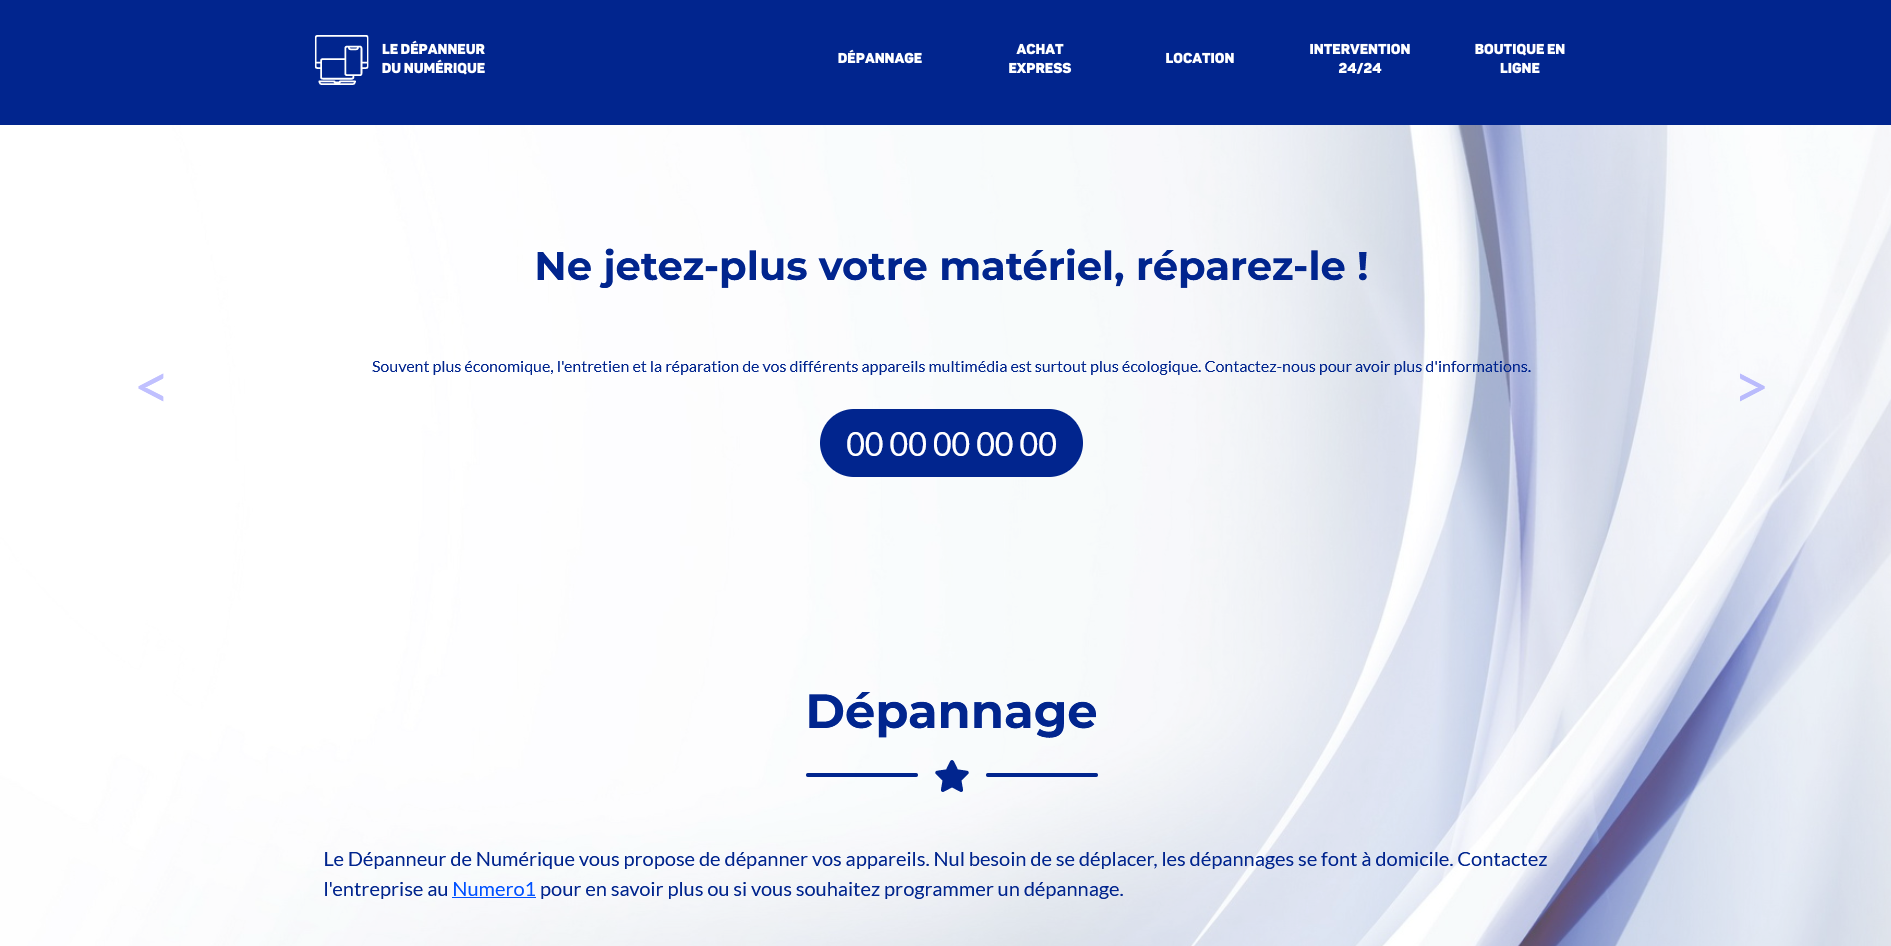 LE DÉPANNEUR
DU NUMÉRIQUE
DÉPANNAGE
ACHAT
EXPRESS
LOCATION
INTERVENTION
24/24
BOUTIQUE EN
LIGNE
Ne jetez-plus votre matériel, réparez-le !
Souvent plus économique, l'entretien et la réparation de vos différents appareils multimédia est surtout plus écologique. Contactez-nous pour avoir plus d'informations.
<
>
00 00 00 00 00
Dépannage
Le Dépanneur de Numérique vous propose de dépanner vos appareils. Nul besoin de se déplacer, les dépannages se font à domicile. Contactez
l'entreprise au Numero1 pour en savoir plus ou si vous souhaitez programmer un dépannage.